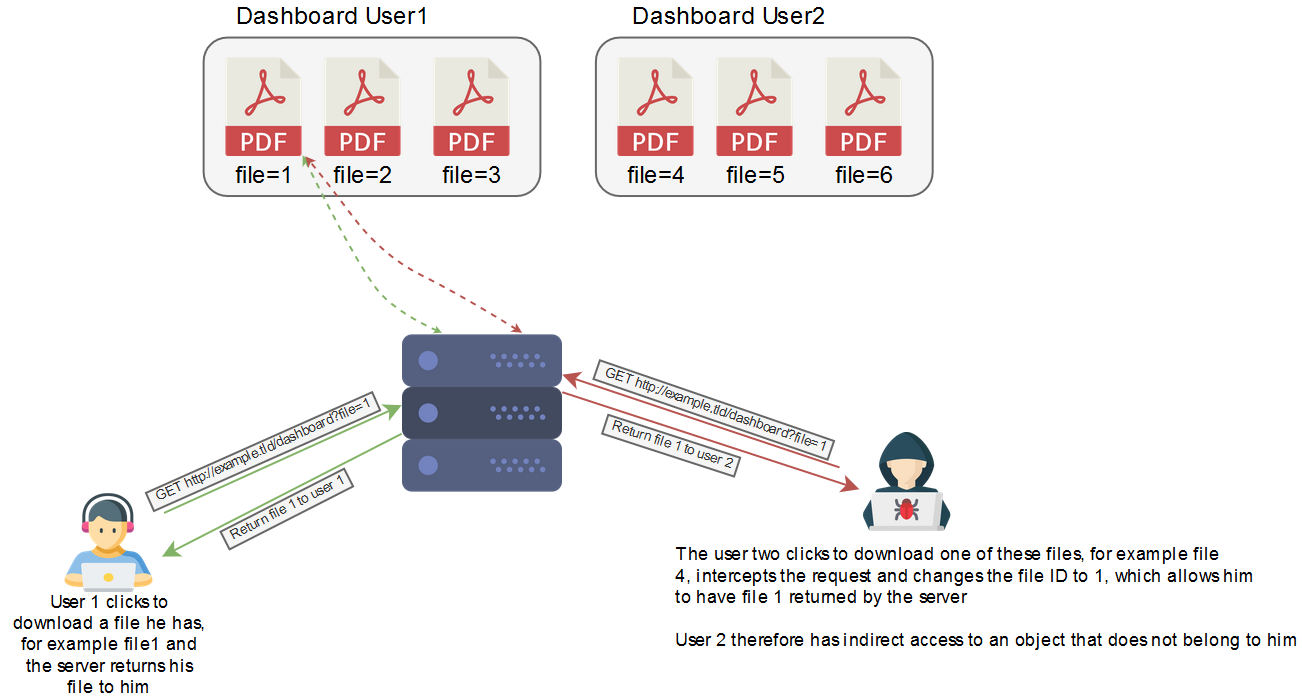 Dashboard User1
Dashboard User2
PDF
PDF
PDF
PDF
PDF
PDF
file=1
file=2
file=3
file=4
file=5
file=6
GET http://example.tld/dashboard?file=1
Return file 1 to user 1
GET http://example.tld/dashboard?file=1
Return file 1 to user 2
User 1 clicks to
download a file he has,
for example file1 and
the server returns his
file to him
The user two clicks to download one of these files, for example file
4, intercepts the request and changes the file ID to 1, which allows him
to have file 1 returned by the server
User 2 therefore has indirect access to an object that does not belong to him